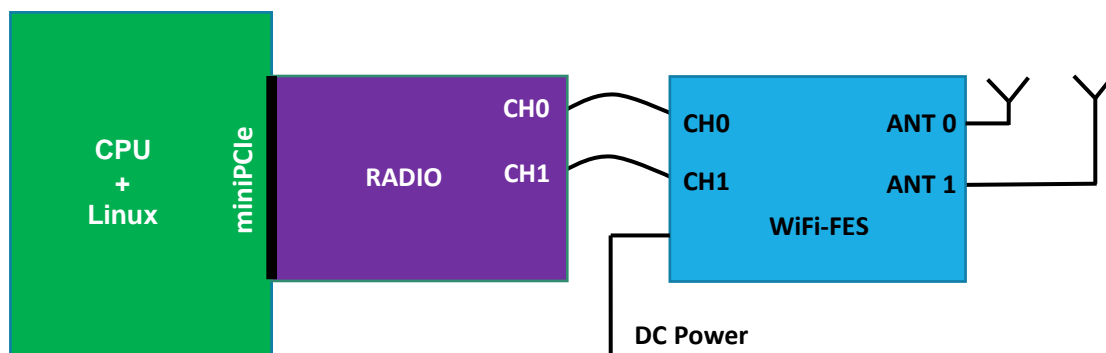 CPU
+
Linux
miniPCIe
RADIO
CH0
CH1
CH0
CH1
ANT 0
ANT 1
WiFi-FES
DC Power